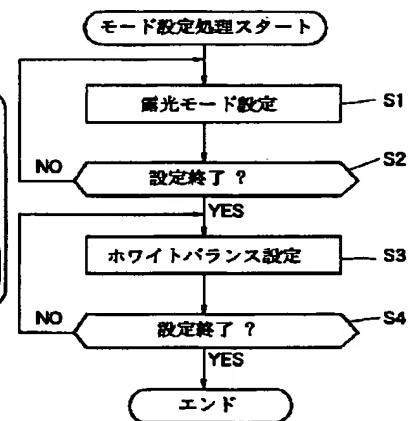 モード設定処理スタート
露光モード設定
S1
S2
NO
設定終了 ?
YES
ホワイトバランス設定
S3
S4
NO
設定終了 ?
YES
エンド